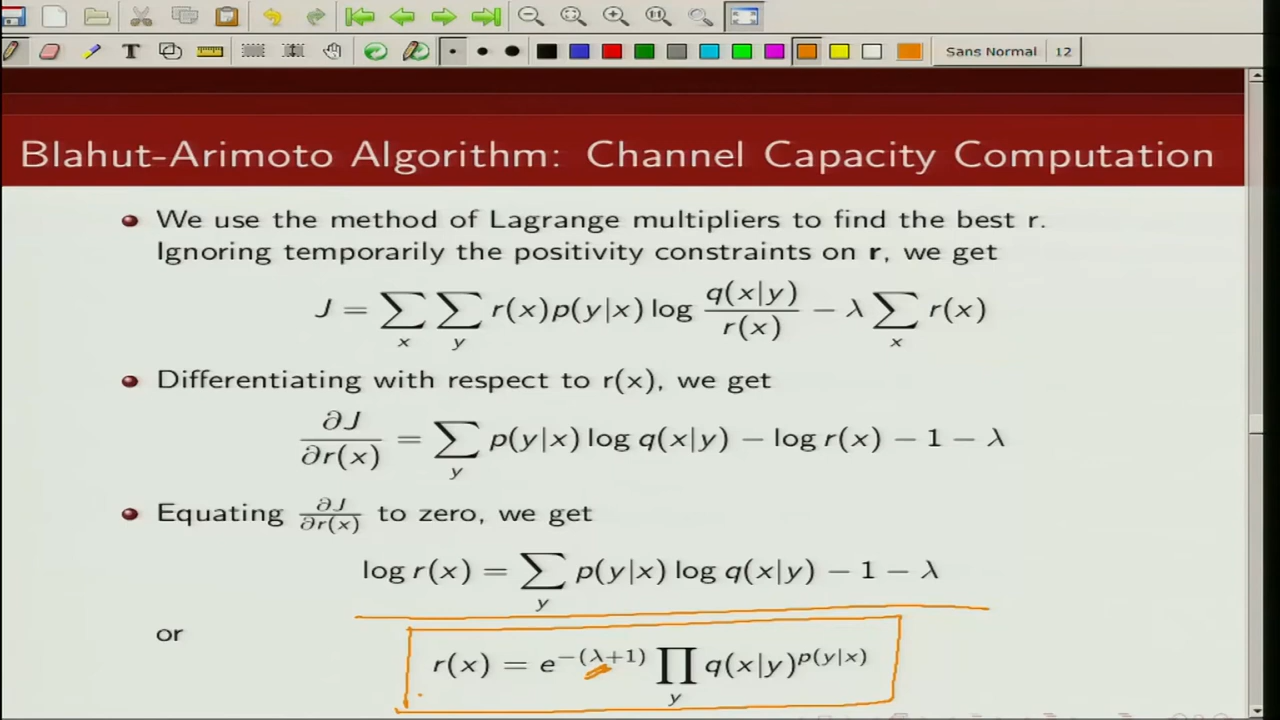 Sans Normal 12
Blahut-Arimoto Algorithm: Channel Capacity Computation
We use the method of Lagrange multipliers to find the best r.
Ignoring temporarily the positivity constraints on r, we get
J = ∑_x ∑_y r(x)p(y|x) log q(x|y)/r(x) − λ ∑_x r(x)
Differentiating with respect to r(x), we get
∂J/∂r(x) = ∑_y p(y|x) log q(x|y) − log r(x) − 1 − λ
Equating ∂J/∂r(x) to zero, we get
log r(x) = ∑_y p(y|x) log q(x|y) − 1 − λ
or
r(x) = e^{−(λ+1)} ∏_y q(x|y)^{p(y|x)}